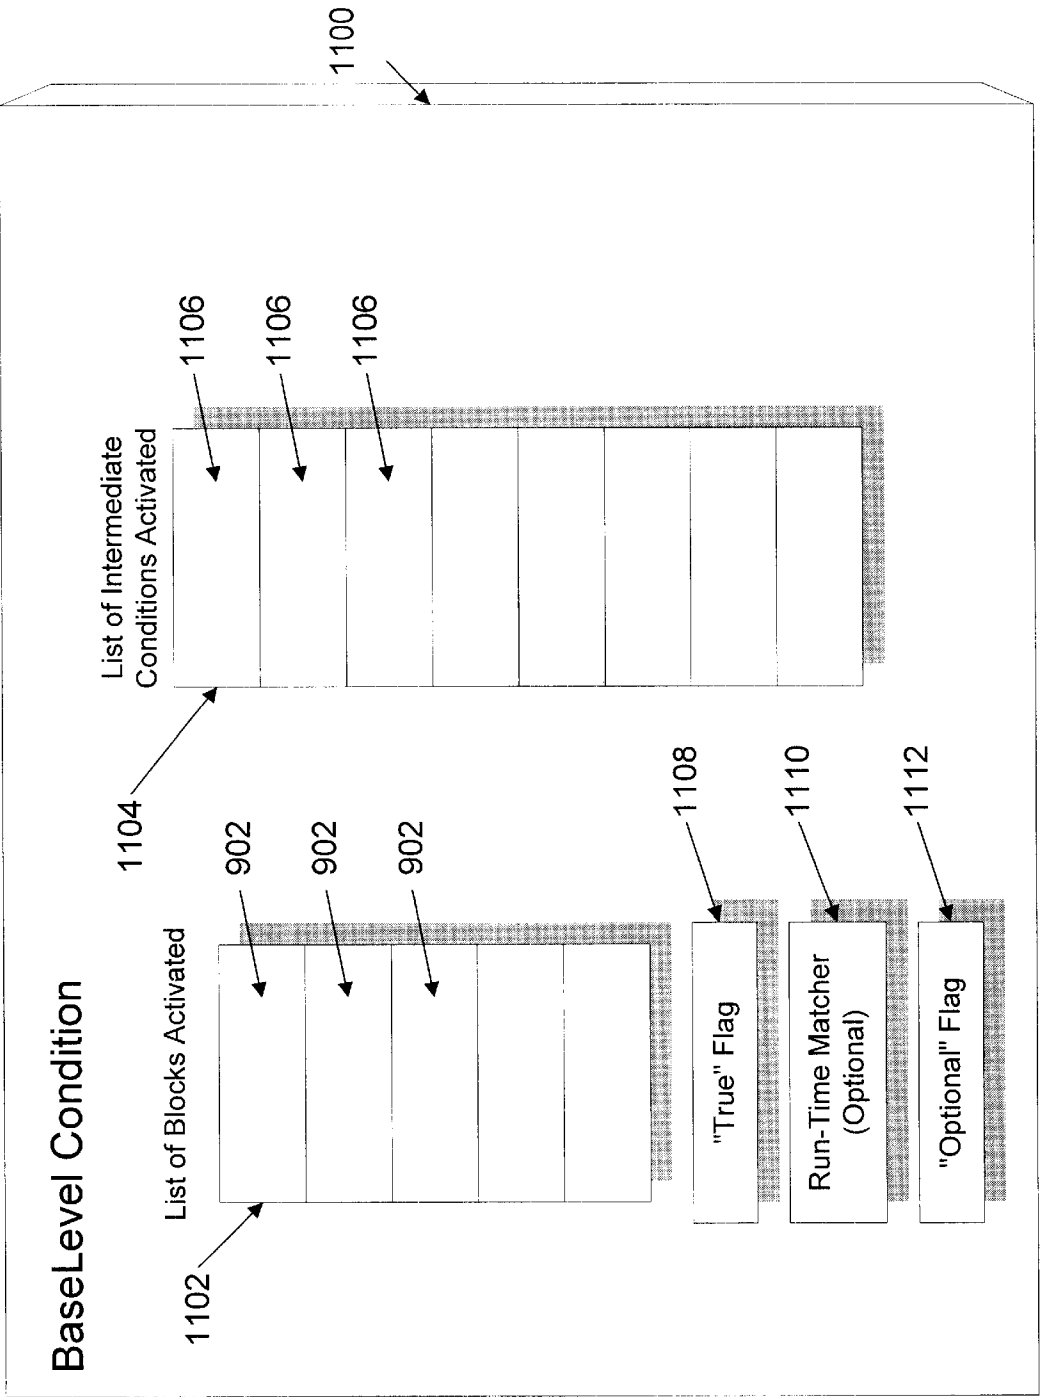 BaseLevel Condition
1100
List of Blocks Activated
1102
902
902
902
List of Intermediate
Conditions Activated
1104
1106
1106
1106
"True" Flag
1108
Run-Time Matcher
(Optional)
1110
"Optional" Flag
1112